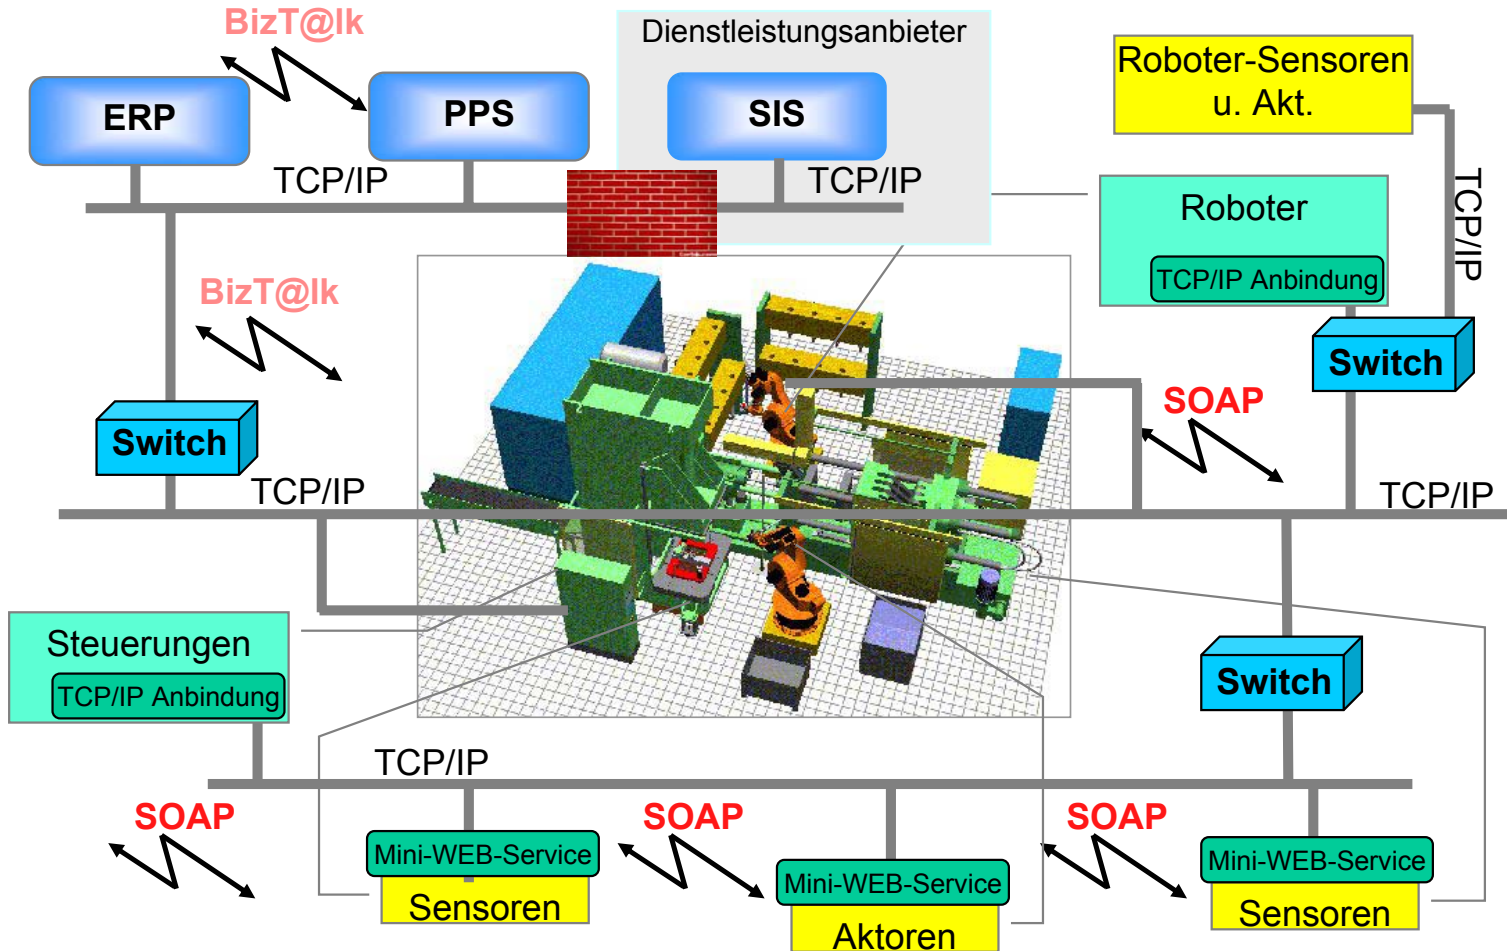 BizT@lk
Dienstleistungsanbieter
ERP
PPS
SIS
Roboter-Sensoren
u. Akt.
TCP/IP
TCP/IP
TCP/IP
Roboter
TCP/IP Anbindung
BizT@lk
Switch
Switch
SOAP
TCP/IP
TCP/IP
Steuerungen
TCP/IP Anbindung
Switch
TCP/IP
SOAP
SOAP
SOAP
Mini-WEB-Service
Sensoren
Mini-WEB-Service
Aktoren
Mini-WEB-Service
Sensoren